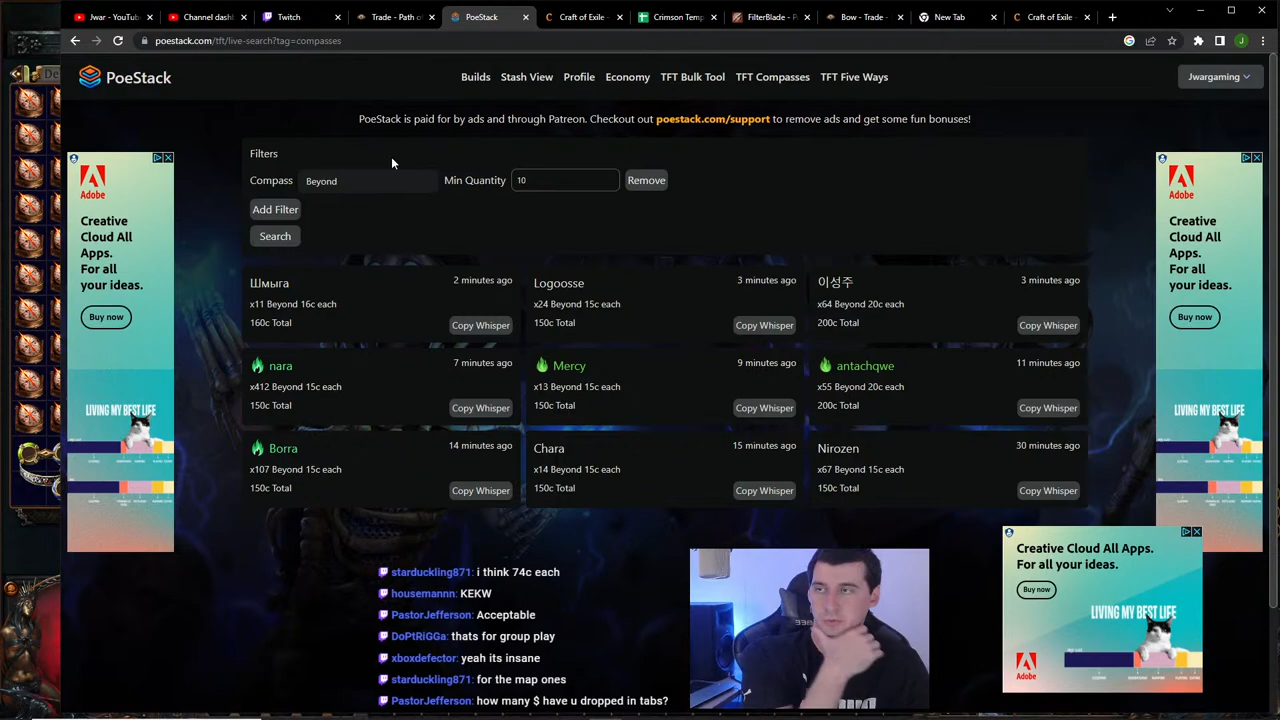 Jwar - YouTube
Channel dashb
Twitch
Trade - Path o
PoeStack
Craft of Exile
Crimson Temp
FilterBlade - P
Bow - Trade -
New Tab
Craft of Exile
poestack.com/tft/live-search?tag=compasses
De
PoeStack
Builds Stash View Profile Economy TFT Bulk Tool TFT Compasses TFT Five Ways
Jwargaming
PoeStack is paid for by ads and through Patreon. Checkout out poestack.com/support to remove ads and get some fun bonuses!
Filters
Compass Beyond Min Quantity 10 Remove
Add Filter
Search
Шмыга 2 minutes ago
x11 Beyond 16c each
160c Total
Copy Whisper
Logoosse 3 minutes ago
x24 Beyond 15c each
150c Total
Copy Whisper
이성주 3 minutes ago
x64 Beyond 20c each
200c Total
Copy Whisper
nara 7 minutes ago
x412 Beyond 15c each
150c Total
Copy Whisper
Mercy 9 minutes ago
x13 Beyond 15c each
150c Total
Copy Whisper
antachqwe 11 minutes ago
x55 Beyond 20c each
200c Total
Copy Whisper
Borra 14 minutes ago
x107 Beyond 15c each
150c Total
Copy Whisper
Chara 15 minutes ago
x14 Beyond 15c each
150c Total
Copy Whisper
Nirozen 30 minutes ago
x67 Beyond 15c each
150c Total
Copy Whisper
Adobe
Creative
Cloud All
Apps.
For all
your ideas.
Buy now
LIVING MY BEST LIFE
Adobe
Creative
Cloud All
Apps.
For all
your ideas.
Buy now
LIVING MY BEST LIFE
Creative Cloud All Apps.
For all your ideas.
Buy now
LIVING MY BEST LIFE
Adobe
starduckling871: i think 74c each
housemannn: KEKW
PastorJefferson: Acceptable
DoPtRiGGa: thats for group play
xboxdefector: yeah its insane
starduckling871: for the map ones
PastorJefferson: how many $ have u dropped in tabs?